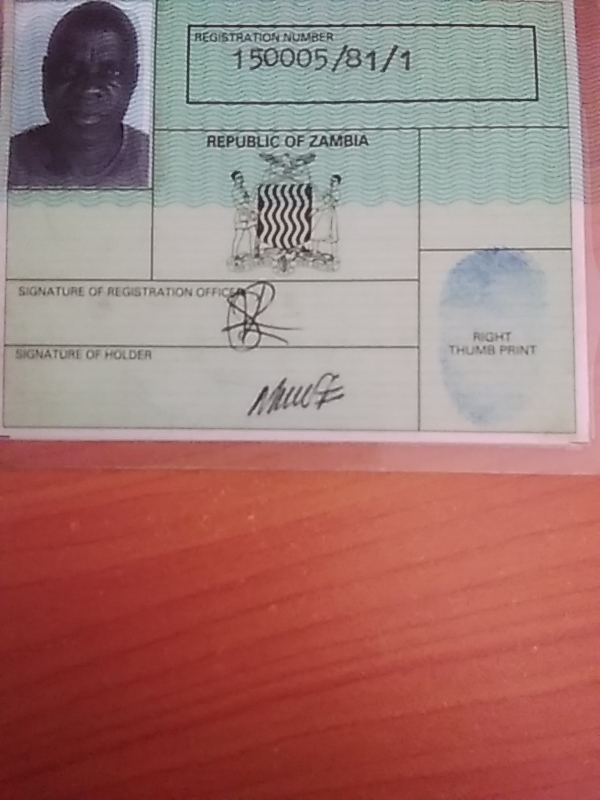 REGISTRATION NUMBER
150005/81/1
REPUBLIC OF ZAMBIA
SIGNATURE OF REGISTRATION OFFICER
SIGNATURE OF HOLDER
RIGHT
THUMB PRINT